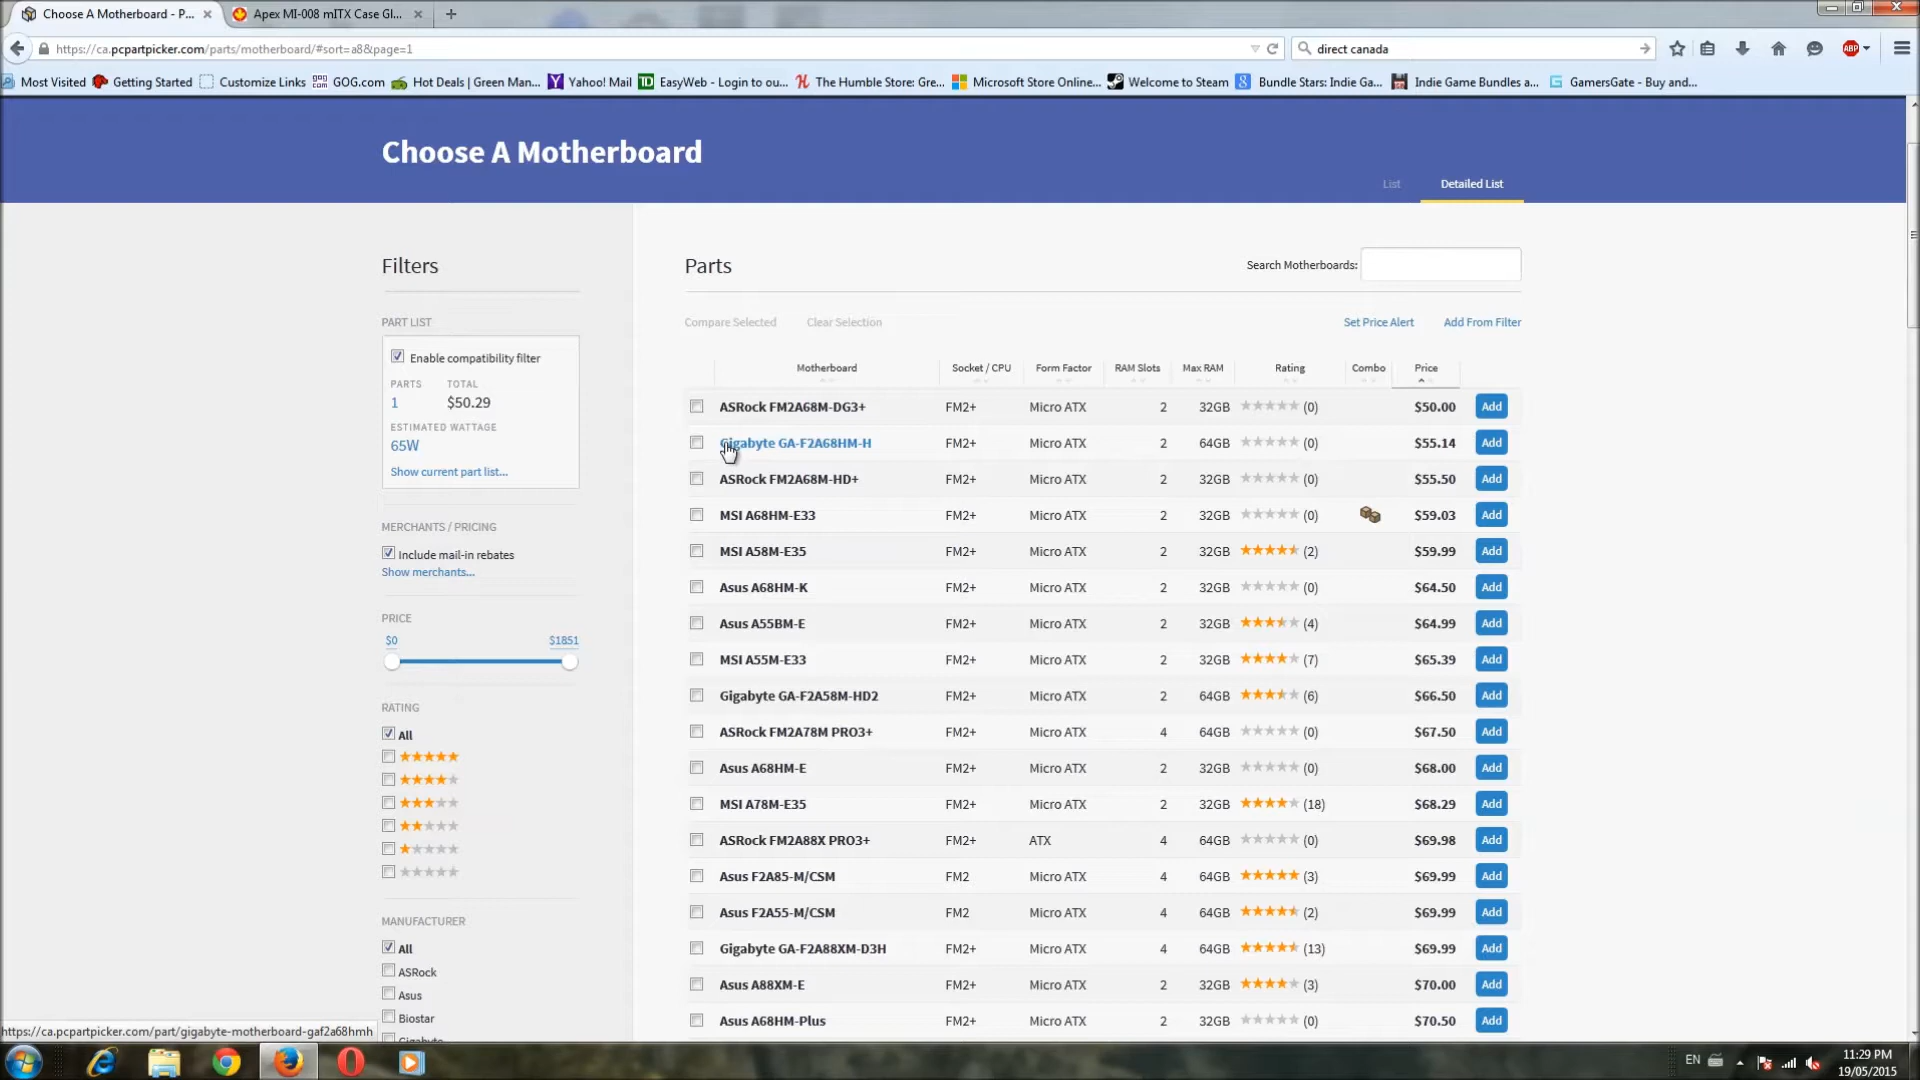 Choose A Motherboard - P...
Apex MI-008 mITX Case Gl...
https://ca.pcpartpicker.com/parts/motherboard/#sort=a8&page=1
direct canada
ABP
Most Visited Getting Started Customize Links GOG.com Hot Deals | Green Man... Yahoo! Mail EasyWeb - Login to ou... The Humble Store: Gre... Microsoft Store Online... Welcome to Steam Bundle Stars: Indie Ga... Indie Game Bundles a... GamersGate - Buy and...
Choose A Motherboard
List Detailed List
Filters
PART LIST
Enable compatibility filter
PARTS TOTAL
1 $50.29
ESTIMATED WATTAGE
65W
Show current part list...
MERCHANTS / PRICING
Include mail-in rebates
Show merchants...
PRICE
$0 $1851
RATING
All
MANUFACTURER
All
ASRock
Asus
Biostar
Parts
Search Motherboards:
Compare Selected Clear Selection Set Price Alert Add From Filter
Motherboard Socket / CPU Form Factor RAM Slots Max RAM Rating Combo Price
ASRock FM2A68M-DG3+ FM2+ Micro ATX 2 32GB (0) $50.00 Add
Gigabyte GA-F2A68HM-H FM2+ Micro ATX 2 64GB (0) $55.14 Add
ASRock FM2A68M-HD+ FM2+ Micro ATX 2 32GB (0) $55.50 Add
MSI A68HM-E33 FM2+ Micro ATX 2 32GB (0) $59.03 Add
MSI A58M-E35 FM2+ Micro ATX 2 32GB (2) $59.99 Add
Asus A68HM-K FM2+ Micro ATX 2 32GB (0) $64.50 Add
Asus A55BM-E FM2+ Micro ATX 2 32GB (4) $64.99 Add
MSI A55M-E33 FM2+ Micro ATX 2 32GB (7) $65.39 Add
Gigabyte GA-F2A58M-HD2 FM2+ Micro ATX 2 64GB (6) $66.50 Add
ASRock FM2A78M PRO3+ FM2+ Micro ATX 4 64GB (0) $67.50 Add
Asus A68HM-E FM2+ Micro ATX 2 32GB (0) $68.00 Add
MSI A78M-E35 FM2+ Micro ATX 2 32GB (18) $68.29 Add
ASRock FM2A88X PRO3+ FM2+ ATX 4 64GB (0) $69.98 Add
Asus F2A85-M/CSM FM2 Micro ATX 4 64GB (3) $69.99 Add
Asus F2A55-M/CSM FM2 Micro ATX 4 64GB (2) $69.99 Add
Gigabyte GA-F2A88XM-D3H FM2+ Micro ATX 4 64GB (13) $69.99 Add
Asus A88XM-E FM2+ Micro ATX 2 32GB (3) $70.00 Add
Asus A68HM-Plus FM2+ Micro ATX 2 32GB (0) $70.50 Add
https://ca.pcpartpicker.com/part/gigabyte-motherboard-gaf2a68hmh
EN
11:29 PM
19/05/2015